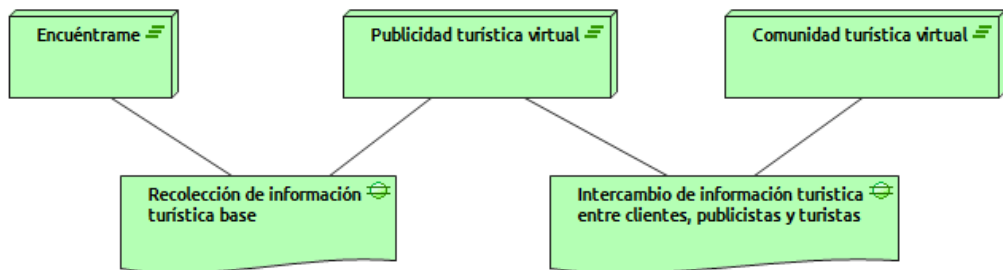 Encuéntrame
Publicidad turística virtual
Comunidad turística virtual
Recolección de información
turística base
Intercambio de información turistica
entre clientes, publicistas y turistas